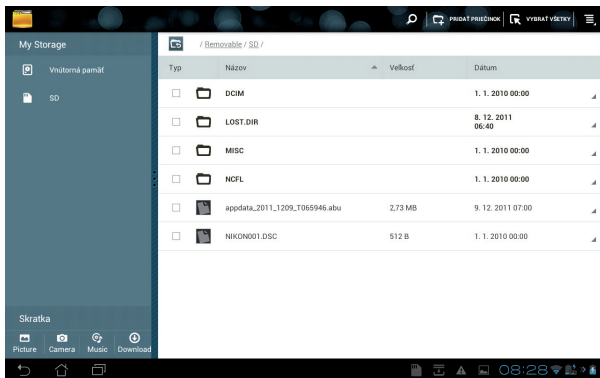 PRIDAŤ PRIEČINOK VYBRAŤ VŠETKY
My Storage
Vnútorná pamäť
SD
Skratka
Picture Camera Music Download
/ Removable / SD /
Typ Názov Veľkosť Dátum
DCIM 1. 1. 2010 00:00
LOST.DIR 8. 12. 2011
06:40
MISC 1. 1. 2010 00:00
NCFL 1. 1. 2010 00:00
appdata_2011_1209_T065946.abu 2,73 MB 9. 12. 2011 07:00
NIKON001.DSC 512 B 1. 1. 2010 00:00
08:28